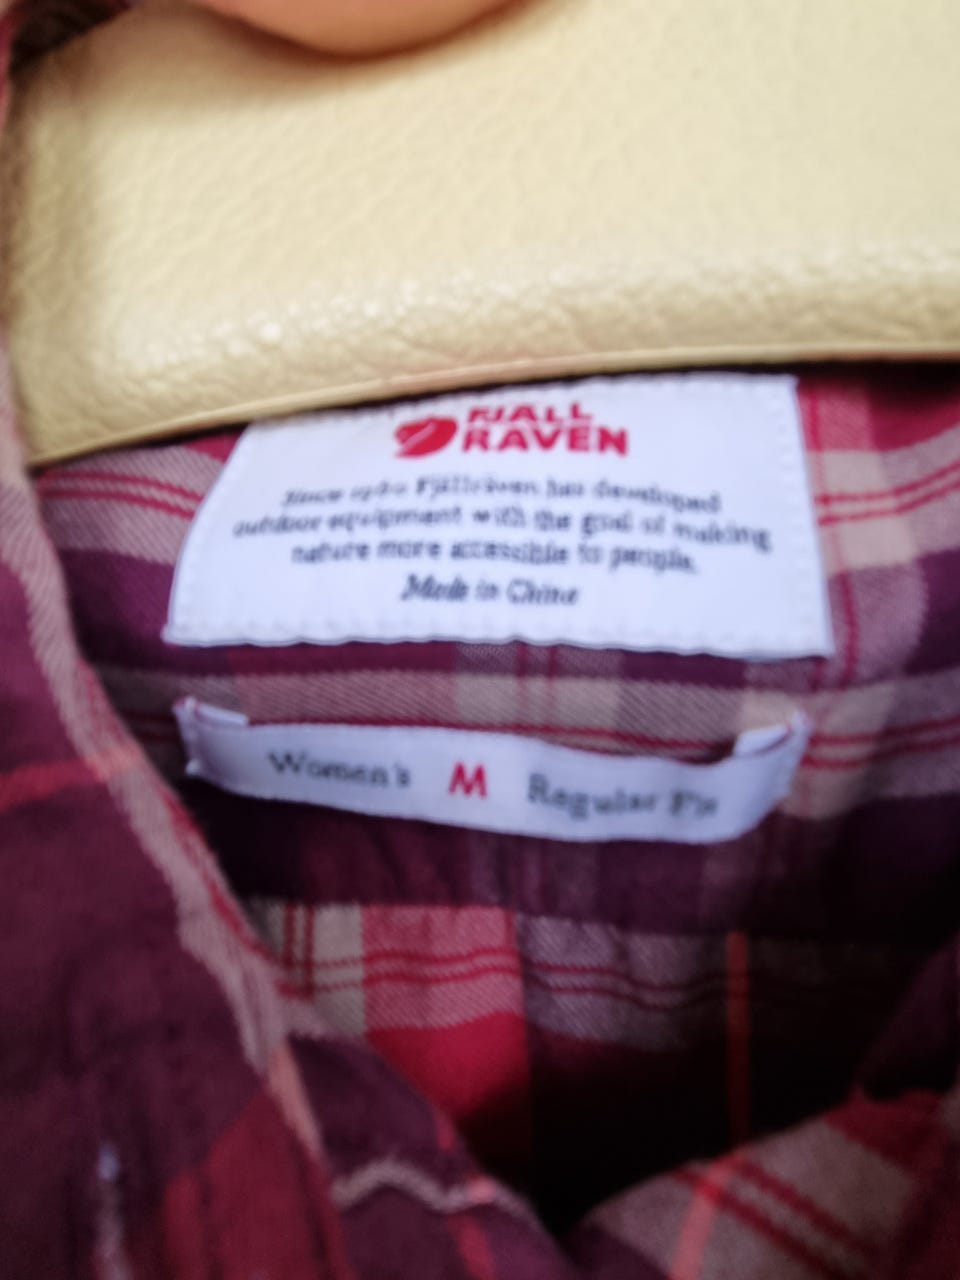 FJALL
RAVEN
Since Fjällräven has developed
outdoor equipment with the goal of making
nature more accessible to people.
Made in China
Women's M Regular Fit